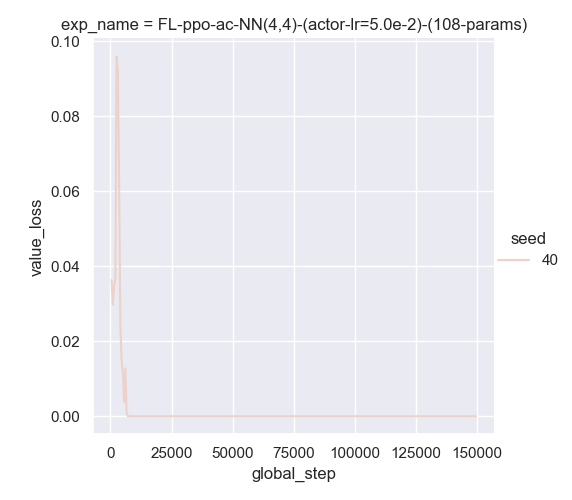 exp_name = FL-ppo-ac-NN(4,4)-(actor-lr=5.0e-2)-(108-params)
0.10
0.08
0.06
0.04
0.02
0.00
value_loss
0 25000 50000 75000 100000 125000 150000
global_step
seed
40